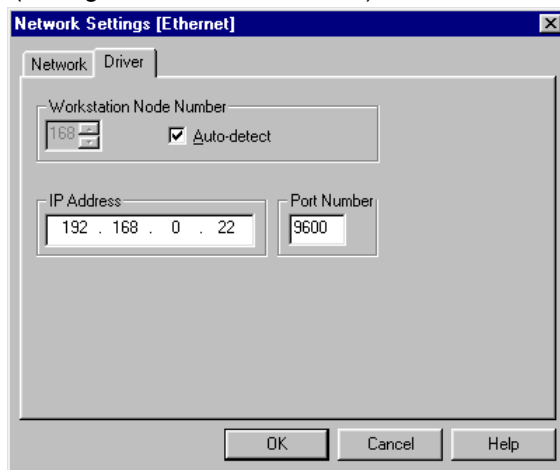 Network Settings [Ethernet]
Network Driver
Workstation Node Number
168 Auto-detect
IP Address Port Number
192 . 168 . 0 . 22 9600
OK Cancel Help